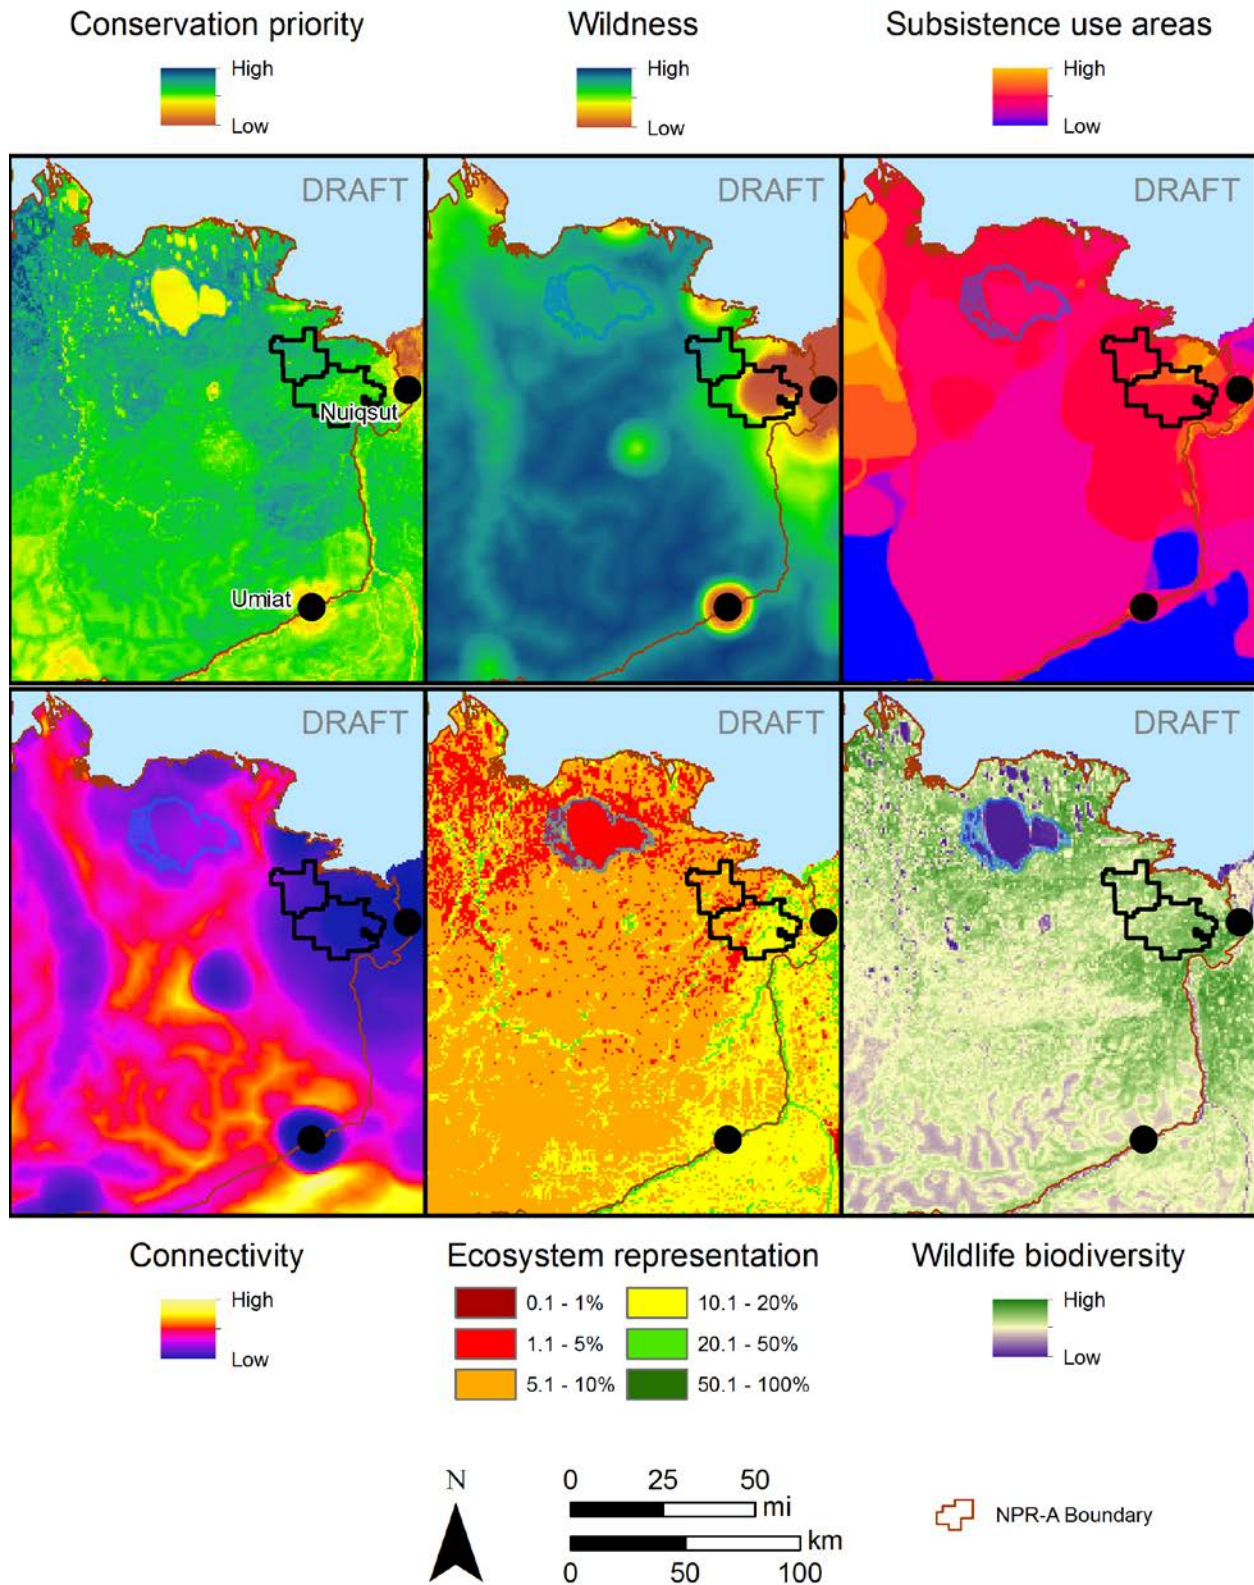 Conservation priority
Wildness
Subsistence use areas
High
Low
High
Low
High
Low
DRAFT
DRAFT
DRAFT
Nuiqsut
Umiat
DRAFT
DRAFT
DRAFT
Connectivity
High
Low
Ecosystem representation
0.1 - 1%
10.1 - 20%
1.1 - 5%
20.1 - 50%
5.1 - 10%
50.1 - 100%
Wildlife biodiversity
High
Low
N
0 25 50
mi
km
0 50 100
NPR-A Boundary